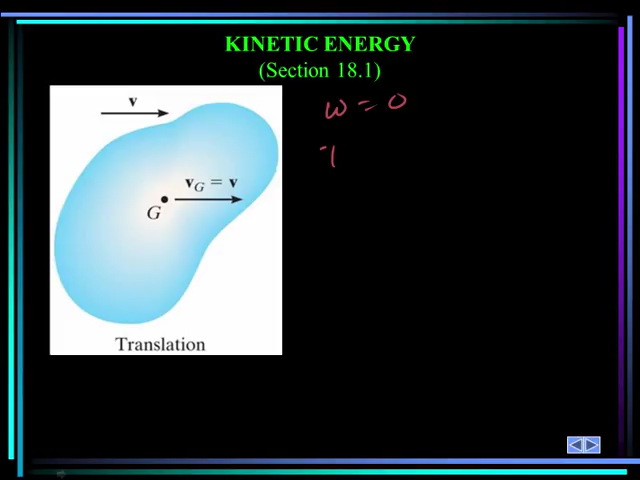 KINETIC ENERGY
(Section 18.1)
v
ω = 0
v_G = v
G
Translation